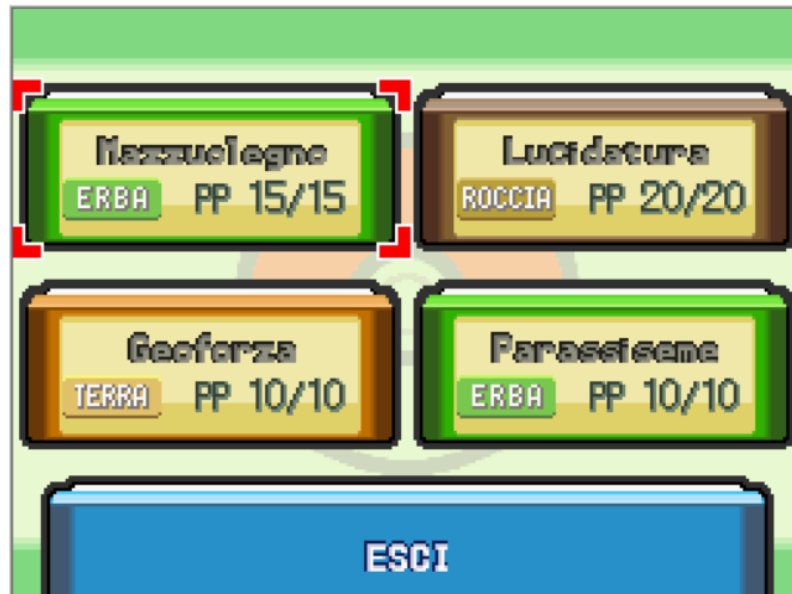 Mazzuolegno
ERBA PP 15/15
Lucidatura
ROCCIA PP 20/20
Geoforza
TERRA PP 10/10
Parassiseme
ERBA PP 10/10
ESCI